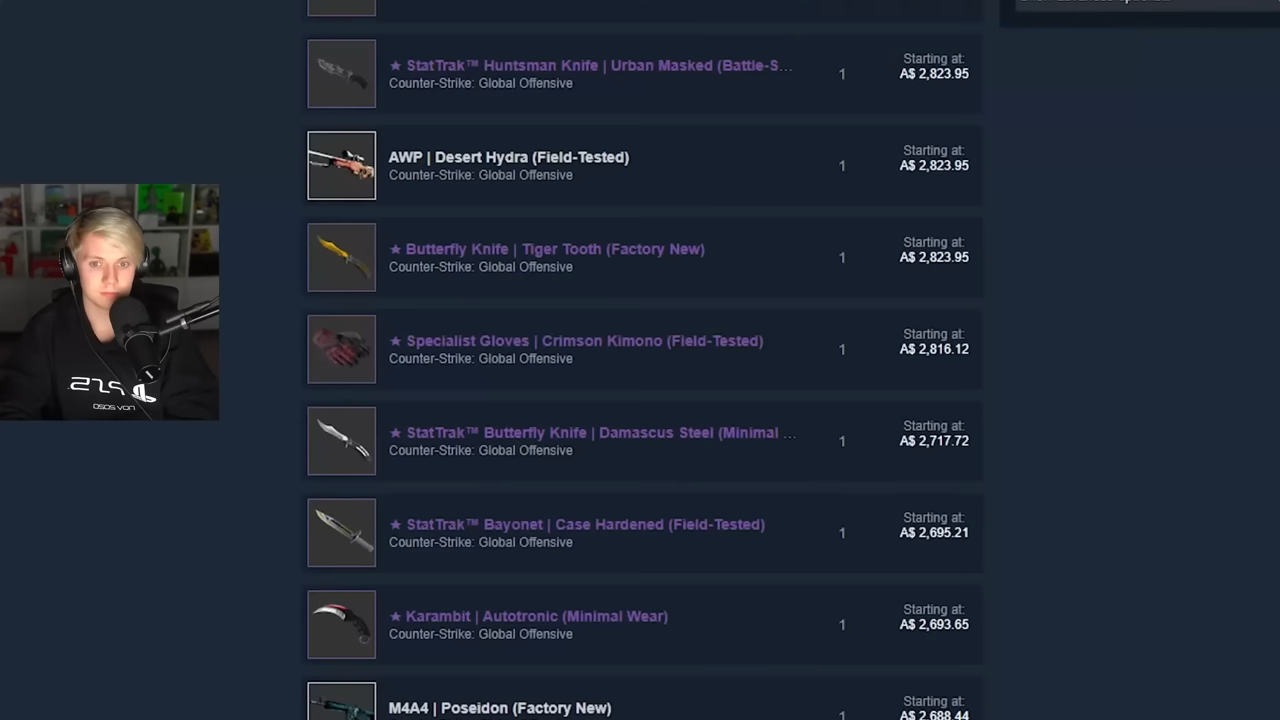 ★ StatTrak™ Huntsman Knife | Urban Masked (Battle-S...
Counter-Strike: Global Offensive
1
Starting at:
A$ 2,823.95
AWP | Desert Hydra (Field-Tested)
Counter-Strike: Global Offensive
1
Starting at:
A$ 2,823.95
★ Butterfly Knife | Tiger Tooth (Factory New)
Counter-Strike: Global Offensive
1
Starting at:
A$ 2,823.95
★ Specialist Gloves | Crimson Kimono (Field-Tested)
Counter-Strike: Global Offensive
1
Starting at:
A$ 2,816.12
★ StatTrak™ Butterfly Knife | Damascus Steel (Minimal ...
Counter-Strike: Global Offensive
1
Starting at:
A$ 2,717.72
★ StatTrak™ Bayonet | Case Hardened (Field-Tested)
Counter-Strike: Global Offensive
1
Starting at:
A$ 2,695.21
★ Karambit | Autotronic (Minimal Wear)
Counter-Strike: Global Offensive
1
Starting at:
A$ 2,693.65
M4A4 | Poseidon (Factory New)
1
Starting at:
A$ 2,688.44